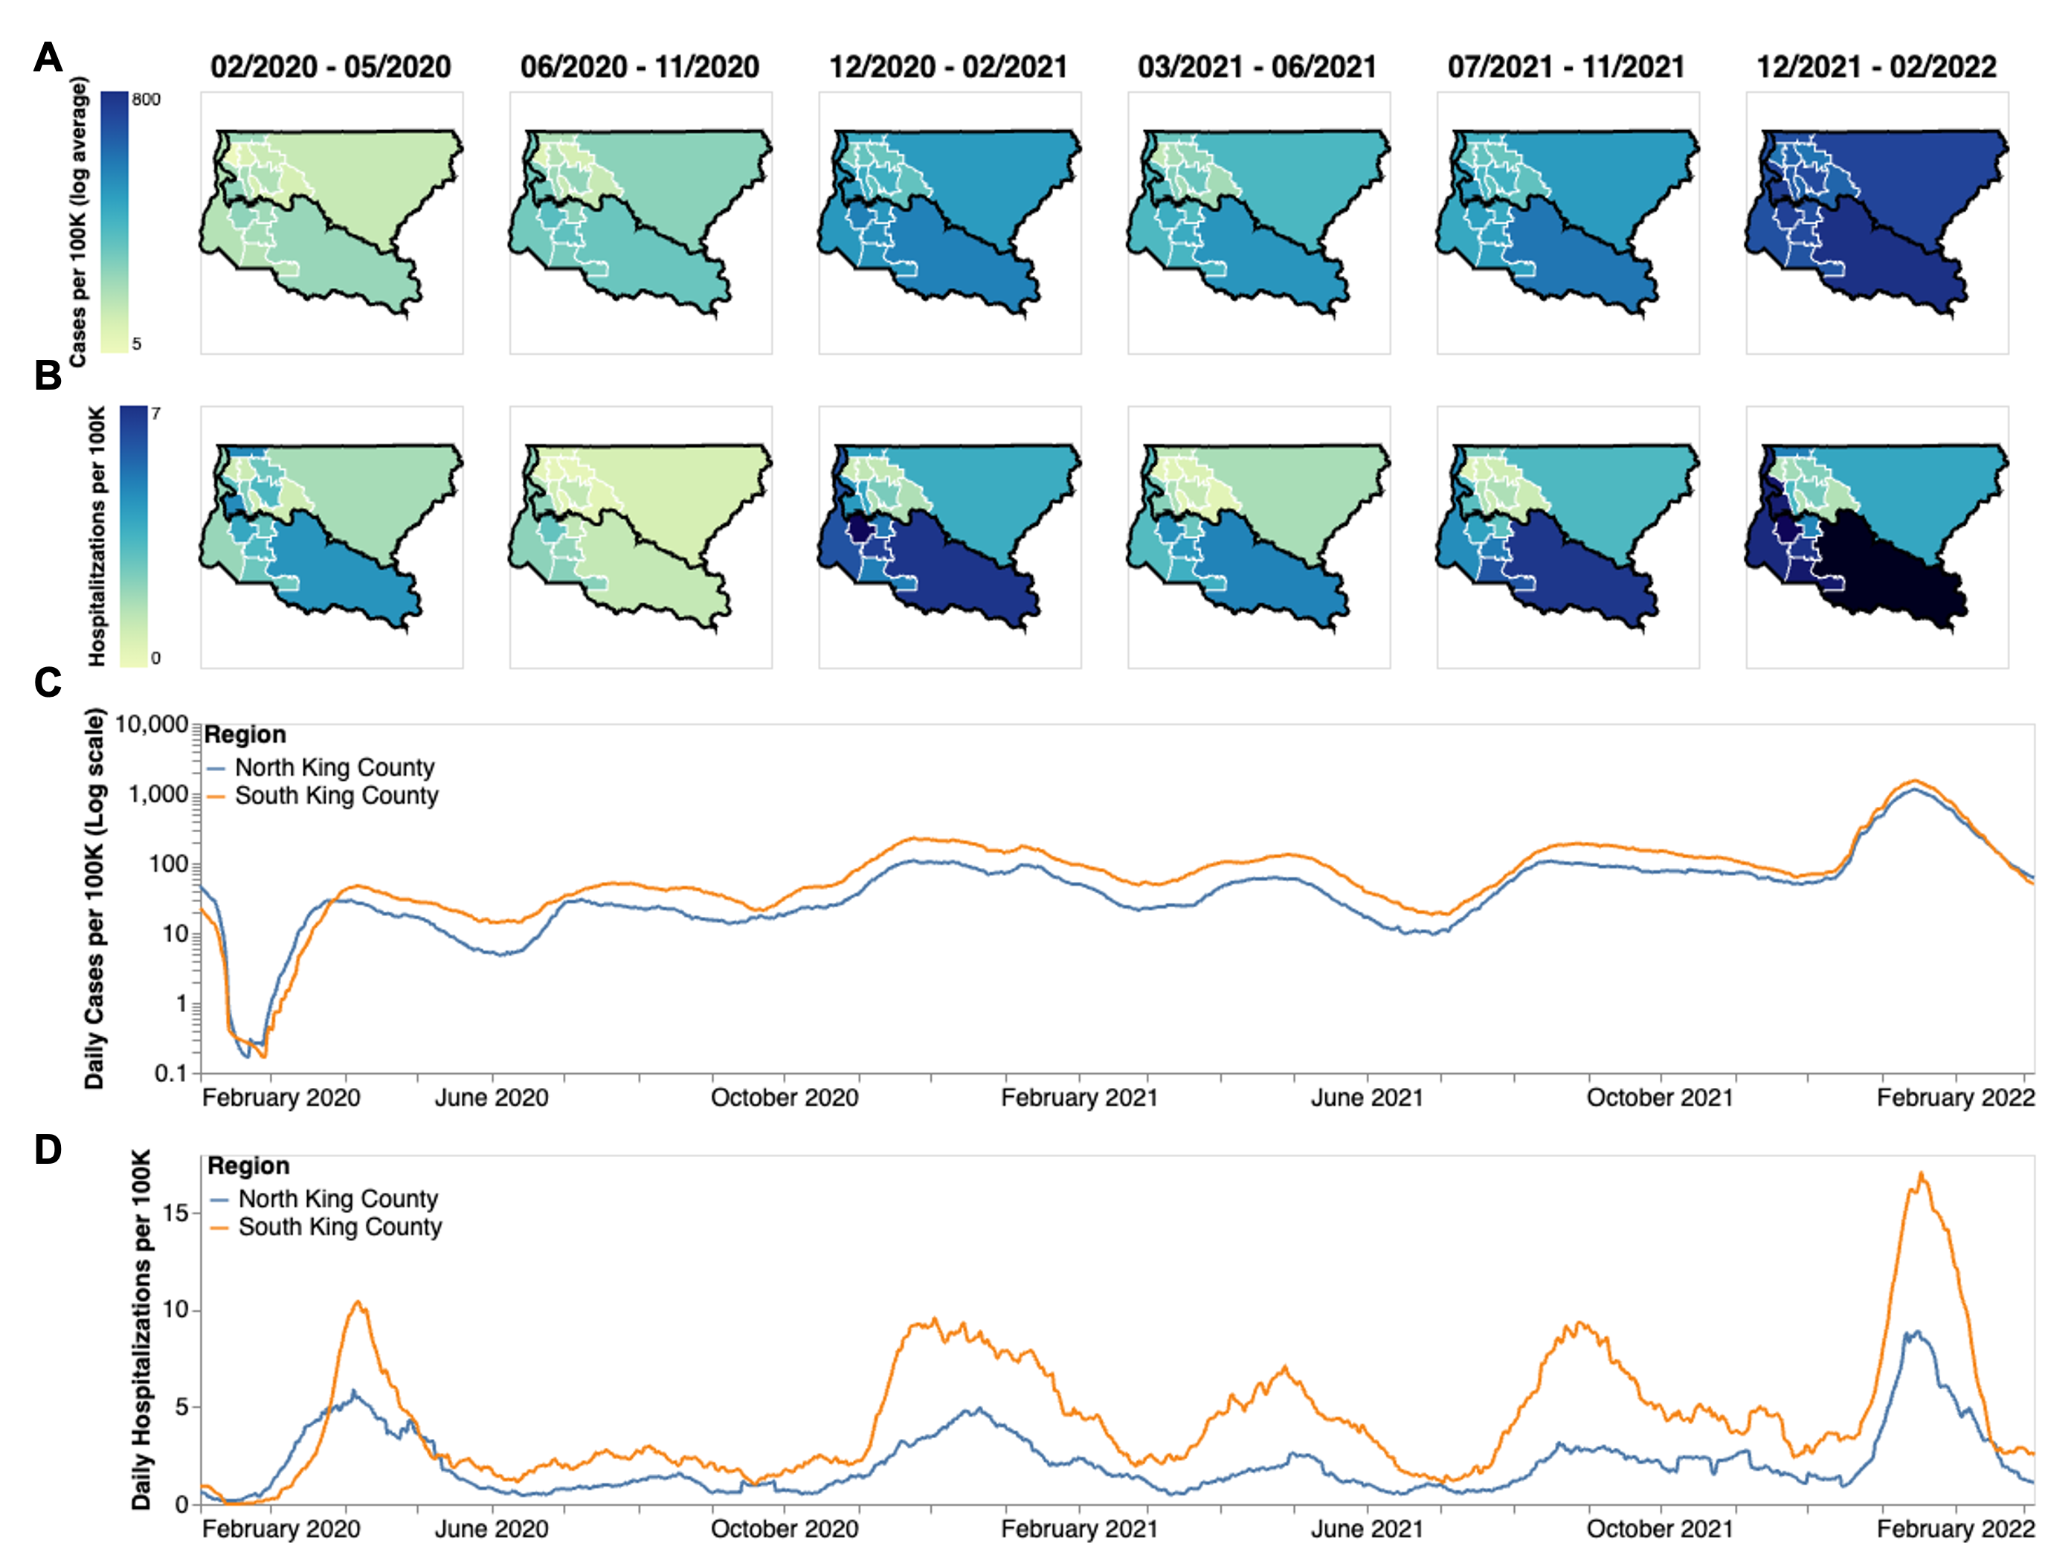 A
02/2020 - 05/2020
06/2020 - 11/2020
12/2020 - 02/2021
03/2021 - 06/2021
07/2021 - 11/2021
12/2021 - 02/2022
Cases per 100K (log average)
800
5
B
Hospitalitzations per 100K
7
0
C
Daily Cases per 100K (Log scale)
10,000
1,000
100
10
1
0.1
Region
North King County
South King County
February 2020
June 2020
October 2020
February 2021
June 2021
October 2021
February 2022
D
Daily Hospitalizations per 100K
15
10
5
0
Region
North King County
South King County
February 2020
June 2020
October 2020
February 2021
June 2021
October 2021
February 2022